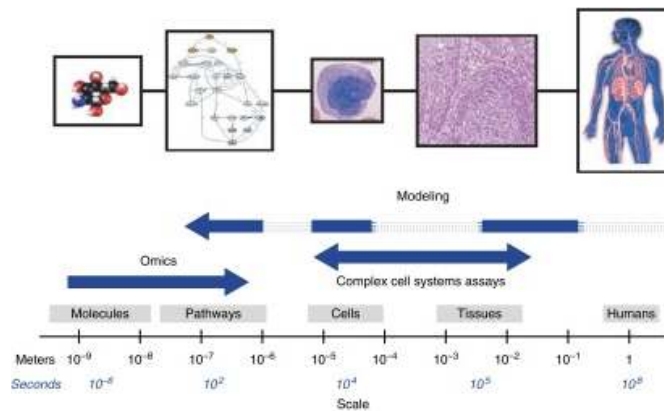 Modeling
Omics
Complex cell systems assays
Molecules Pathways Cells Tissues Humans
Meters 10⁻⁹ 10⁻⁸ 10⁻⁷ 10⁻⁶ 10⁻⁵ 10⁻⁴ 10⁻³ 10⁻² 10⁻¹ 1
Seconds 10⁻⁶ 10² 10⁴ 10⁵ 10⁸
Scale